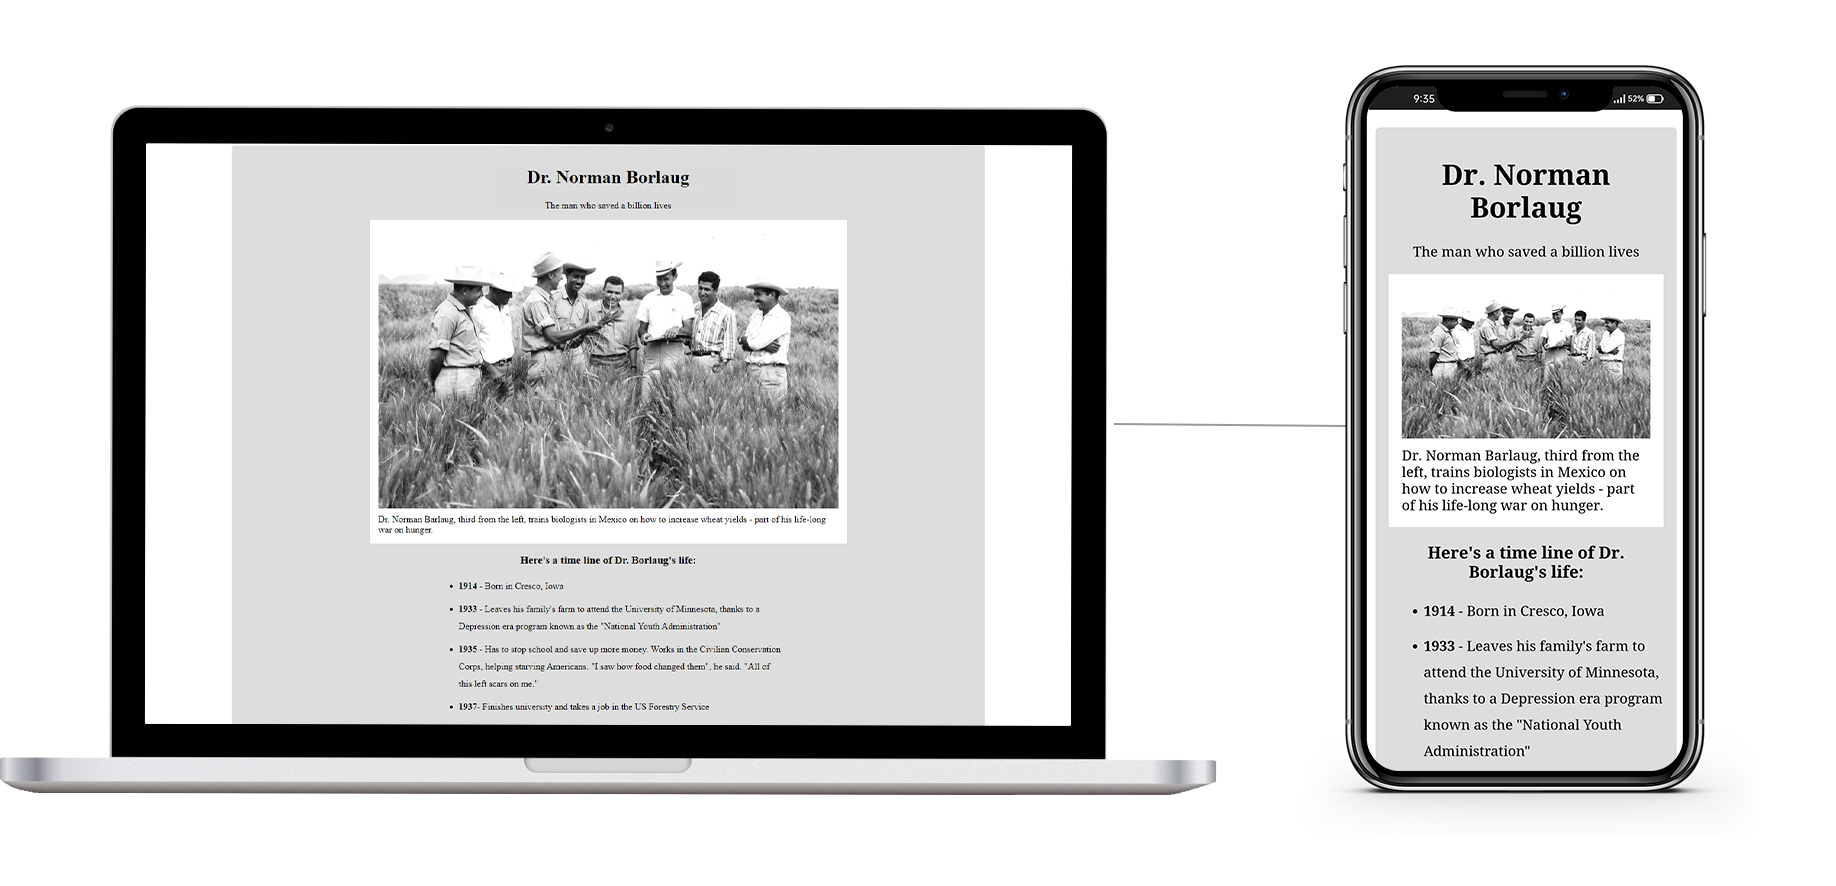 Dr. Norman Borlaug
The man who saved a billion lives
Dr. Norman Barlaug, third from the left, trains biologists in Mexico on how to increase wheat yields - part of his life-long
war on hunger.
Here's a time line of Dr. Borlaug's life:
• 1914 - Born in Cresco, Iowa
• 1933 - Leaves his family's farm to attend the University of Minnesota, thanks to a
Depression era program known as the "National Youth Administration"
• 1935 - Has to stop school and save up more money. Works in the Civilian Conservation
Corps, helping starving Americans. "I saw how food changed them", he said. "All of
this left scars on me."
• 1937- Finishes university and takes a job in the US Forestry Service
9:35 52%
Dr. Norman
Borlaug
The man who saved a billion lives
Dr. Norman Barlaug, third from the
left, trains biologists in Mexico on
how to increase wheat yields - part
of his life-long war on hunger.
Here's a time line of Dr.
Borlaug's life:
• 1914 - Born in Cresco, Iowa
• 1933 - Leaves his family's farm to
attend the University of Minnesota,
thanks to a Depression era program
known as the "National Youth
Administration"